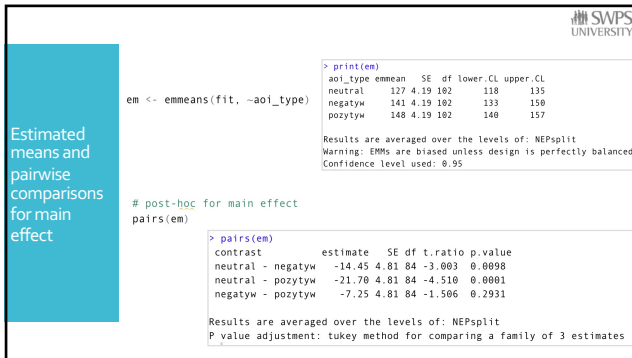 SWPS
UNIVERSITY
Estimated
means and
pairwise
comparisons
for main
effect
em <- emmeans(fit, ~aoi_type)
> print(em)
aoi_type emmean SE df lower.CL upper.CL
neutral 127 4.19 102 118 135
negatyw 141 4.19 102 133 150
pozytyw 148 4.19 102 140 157
Results are averaged over the levels of: NEPsplit
Warning: EMMs are biased unless design is perfectly balanced
Confidence level used: 0.95
# post-hoc for main effect
pairs(em)
> pairs(em)
contrast estimate SE df t.ratio p.value
neutral - negatyw -14.45 4.81 84 -3.003 0.0098
neutral - pozytyw -21.70 4.81 84 -4.510 0.0001
negatyw - pozytyw -7.25 4.81 84 -1.506 0.2931
Results are averaged over the levels of: NEPsplit
P value adjustment: tukey method for comparing a family of 3 estimates